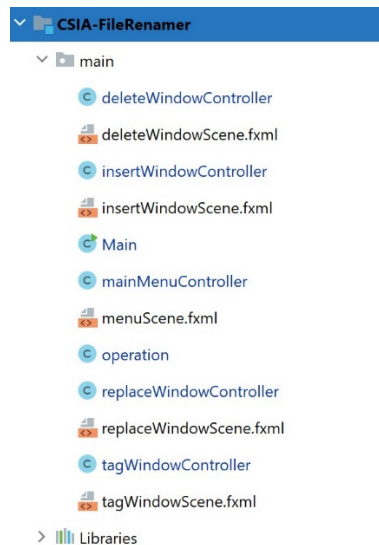 CSIA-FileRenamer
main
deleteWindowController
deleteWindowScene.fxml
insertWindowController
insertWindowScene.fxml
Main
mainMenuController
menuScene.fxml
operation
replaceWindowController
replaceWindowScene.fxml
tagWindowController
tagWindowScene.fxml
Libraries